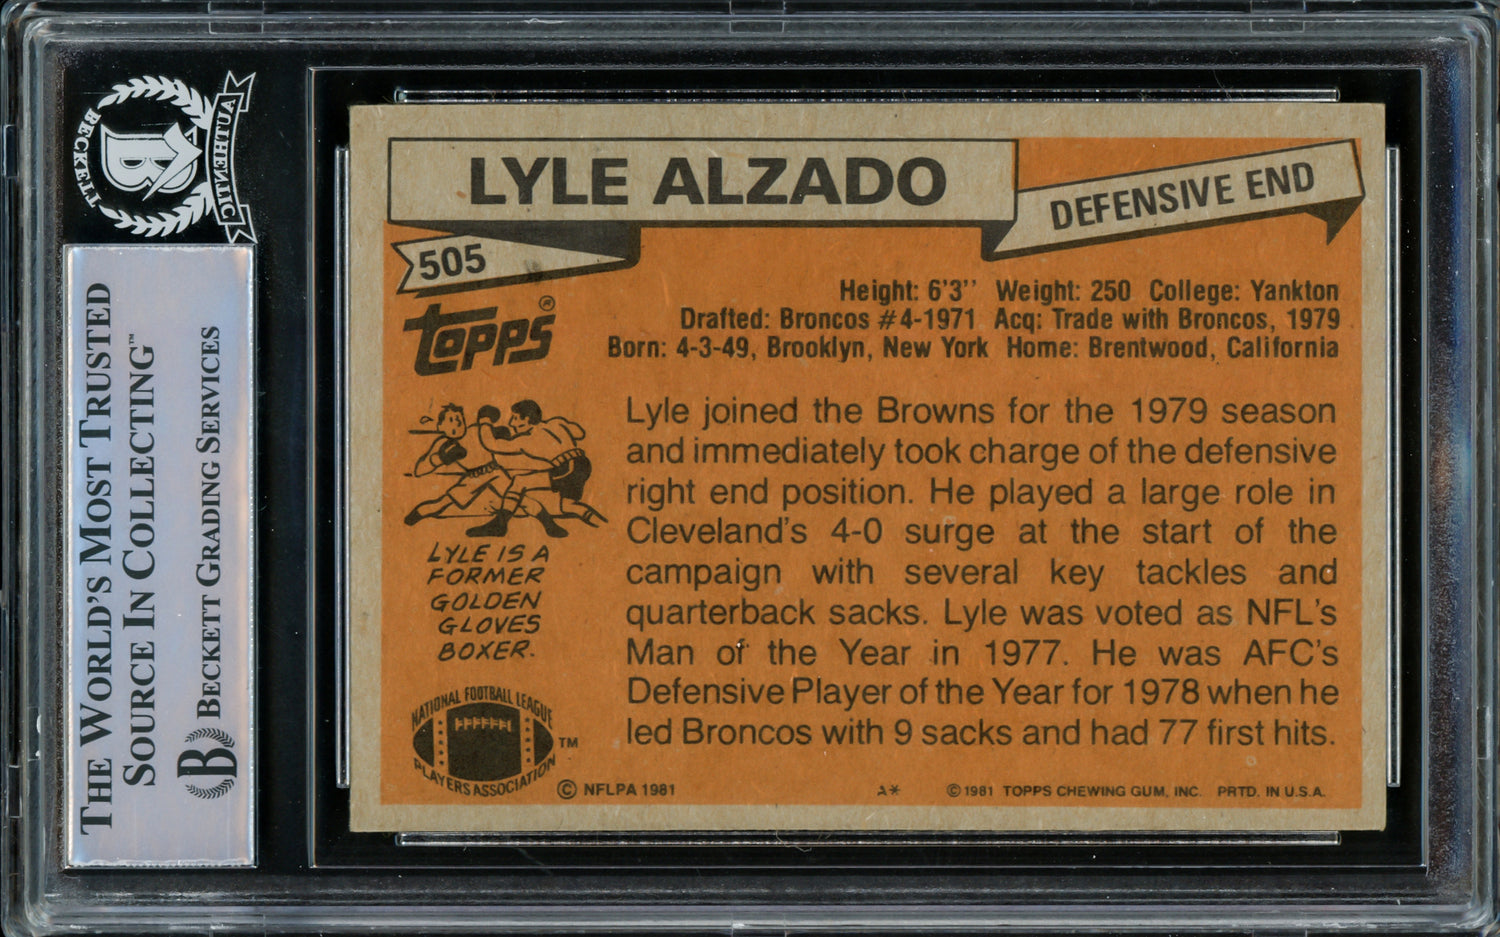 BECKETT
AUTHENTIC
B
THE WORLD'S MOST TRUSTED
SOURCE IN COLLECTING™
B BECKETT GRADING SERVICES
LYLE ALZADO
DEFENSIVE END
505
TOPPS®
Height: 6'3'' Weight: 250 College: Yankton
Drafted: Broncos #4-1971 Acq: Trade with Broncos, 1979
Born: 4-3-49, Brooklyn, New York Home: Brentwood, California
Lyle joined the Browns for the 1979 season
and immediately took charge of the defensive
right end position. He played a large role in
Cleveland's 4-0 surge at the start of the
campaign with several key tackles and
quarterback sacks. Lyle was voted as NFL's
Man of the Year in 1977. He was AFC's
Defensive Player of the Year for 1978 when he
led Broncos with 9 sacks and had 77 first hits.
LYLE IS A
FORMER
GOLDEN
GLOVES
BOXER.
NATIONAL FOOTBALL LEAGUE
PLAYERS ASSOCIATION
TM
© NFLPA 1981
A*
© 1981 TOPPS CHEWING GUM, INC. PRTD. IN U.S.A.